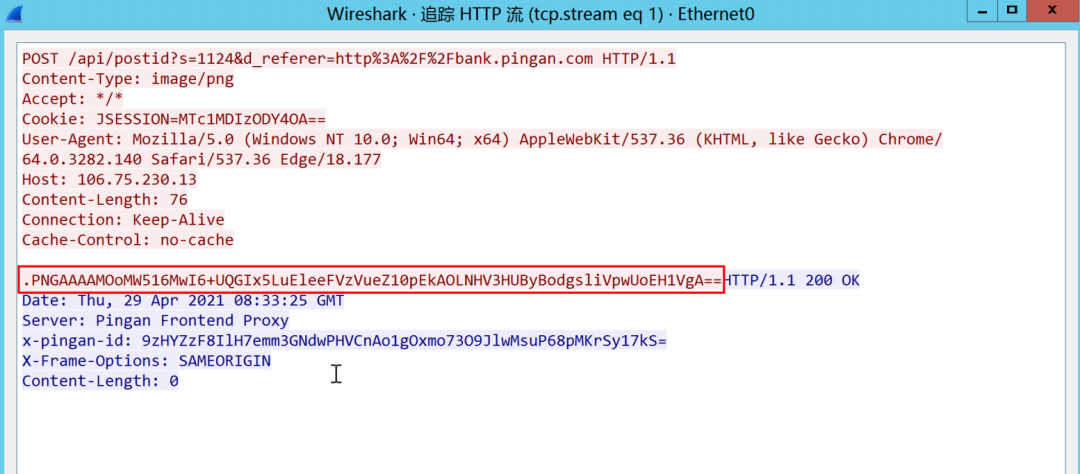 Wireshark · 追踪 HTTP 流 (tcp.stream eq 1) · Ethernet0
POST /api/postid?s=1124&d_referer=http%3A%2F%2Fbank.pingan.com HTTP/1.1
Content-Type: image/png
Accept: */*
Cookie: JSESSION=MTc1MDIzODY4OA==
User-Agent: Mozilla/5.0 (Windows NT 10.0; Win64; x64) AppleWebKit/537.36 (KHTML, like Gecko) Chrome/
64.0.3282.140 Safari/537.36 Edge/18.177
Host: 106.75.230.13
Content-Length: 76
Connection: Keep-Alive
Cache-Control: no-cache
.PNGAAAAMOoMW516MwI6+UQGIx5LuEleeFVzVueZ10pEkAOLNHV3HUByBodgsliVpwUoEH1VgA==HTTP/1.1 200 OK
Date: Thu, 29 Apr 2021 08:33:25 GMT
Server: Pingan Frontend Proxy
x-pingan-id: 9zHYZzF8IlH7emm3GNdwPHVCnAo1gOxmo73O9JlwMsuP68pMKrSy17kS=
X-Frame-Options: SAMEORIGIN
Content-Length: 0